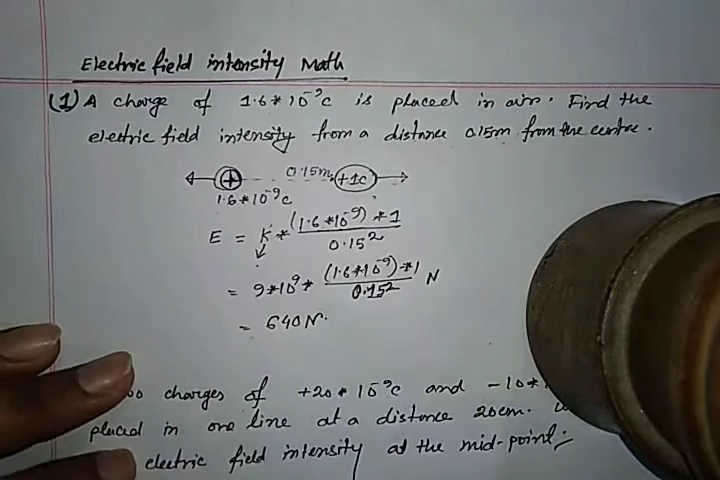 Electric field intensity Math
(1) A charge of 1.6*10⁻⁹c is placed in air. Find the
electric field intensity from a distance 0.15m from the centre.
+ 0.15m +1c
1.6*10⁻⁹c
E = K* (1.6*10⁻⁹) *1 / 0.15²
= 9*10⁹* (1.6*10⁻⁹)*1 / 0.15² N
= 640N.
charges of +20*10⁻⁹c and -10*
placed in one line at a distance 20cm.
electric field intensity at the mid-point:-